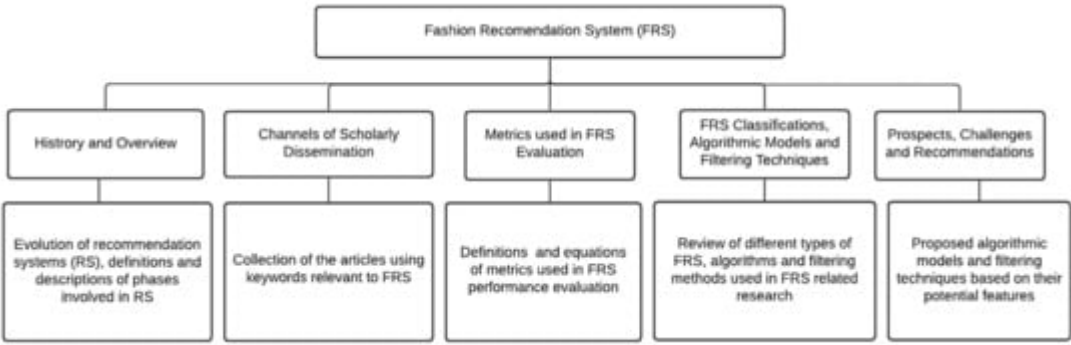 Fashion Recomendation System (FRS)
Histrory and Overview
Channels of Scholarly
Dissemination
Metrics used in FRS
Evaluation
FRS Classifications,
Algorithmic Models and
Filtering Techniques
Prospects, Challenges
and Recommendations
Evolution of recommendation
systems (RS), definitions and
descriptions of phases
involved in RS
Collection of the articles using
keywords relevant to FRS
Definitions and equations
of metrics used in FRS
performance evaluation
Review of different types of
FRS, algorithms and filtering
methods used in FRS related
research
Proposed algorithmic
models and filtering
techniques based on their
potential features